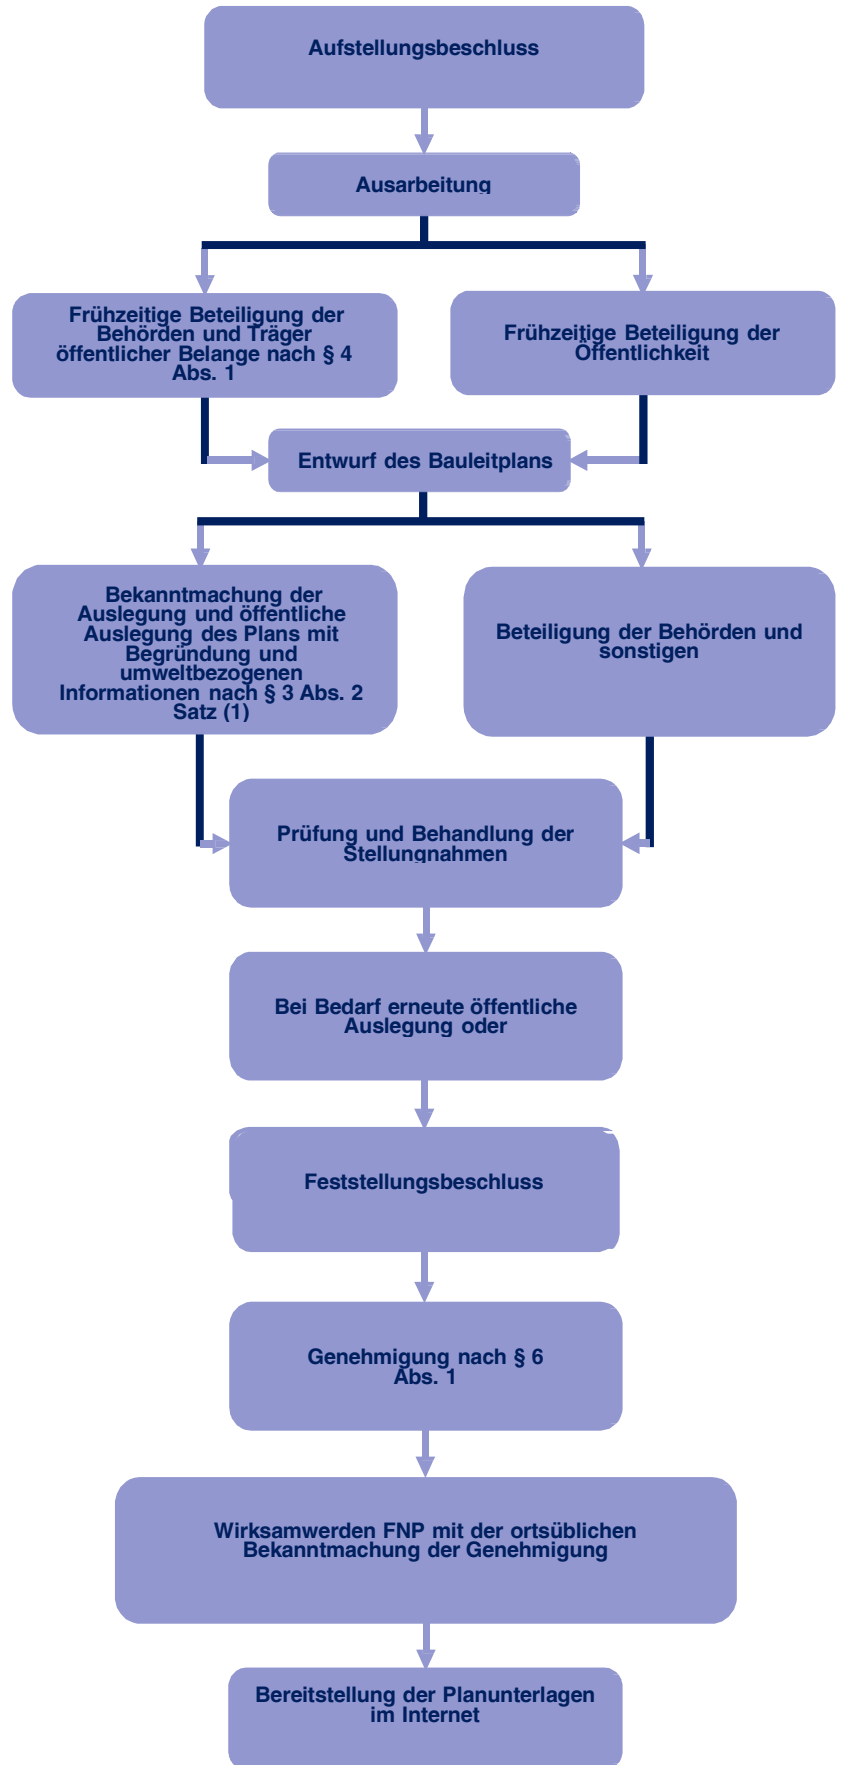 Aufstellungsbeschluss
Ausarbeitung
Frühzeitige Beteiligung der
Behörden und Träger
öffentlicher Belange nach § 4
Abs. 1
Frühzeitige Beteiligung der
Öffentlichkeit
Entwurf des Bauleitplans
Bekanntmachung der
Auslegung und öffentliche
Auslegung des Plans mit
Begründung und
umweltbezogenen
Informationen nach § 3 Abs. 2
Satz (1)
Beteiligung der Behörden und
sonstigen
Prüfung und Behandlung der
Stellungnahmen
Bei Bedarf erneute öffentliche
Auslegung oder
Feststellungsbeschluss
Genehmigung nach § 6
Abs. 1
Wirksamwerden FNP mit der ortsüblichen
Bekanntmachung der Genehmigung
Bereitstellung der Planunterlagen
im Internet